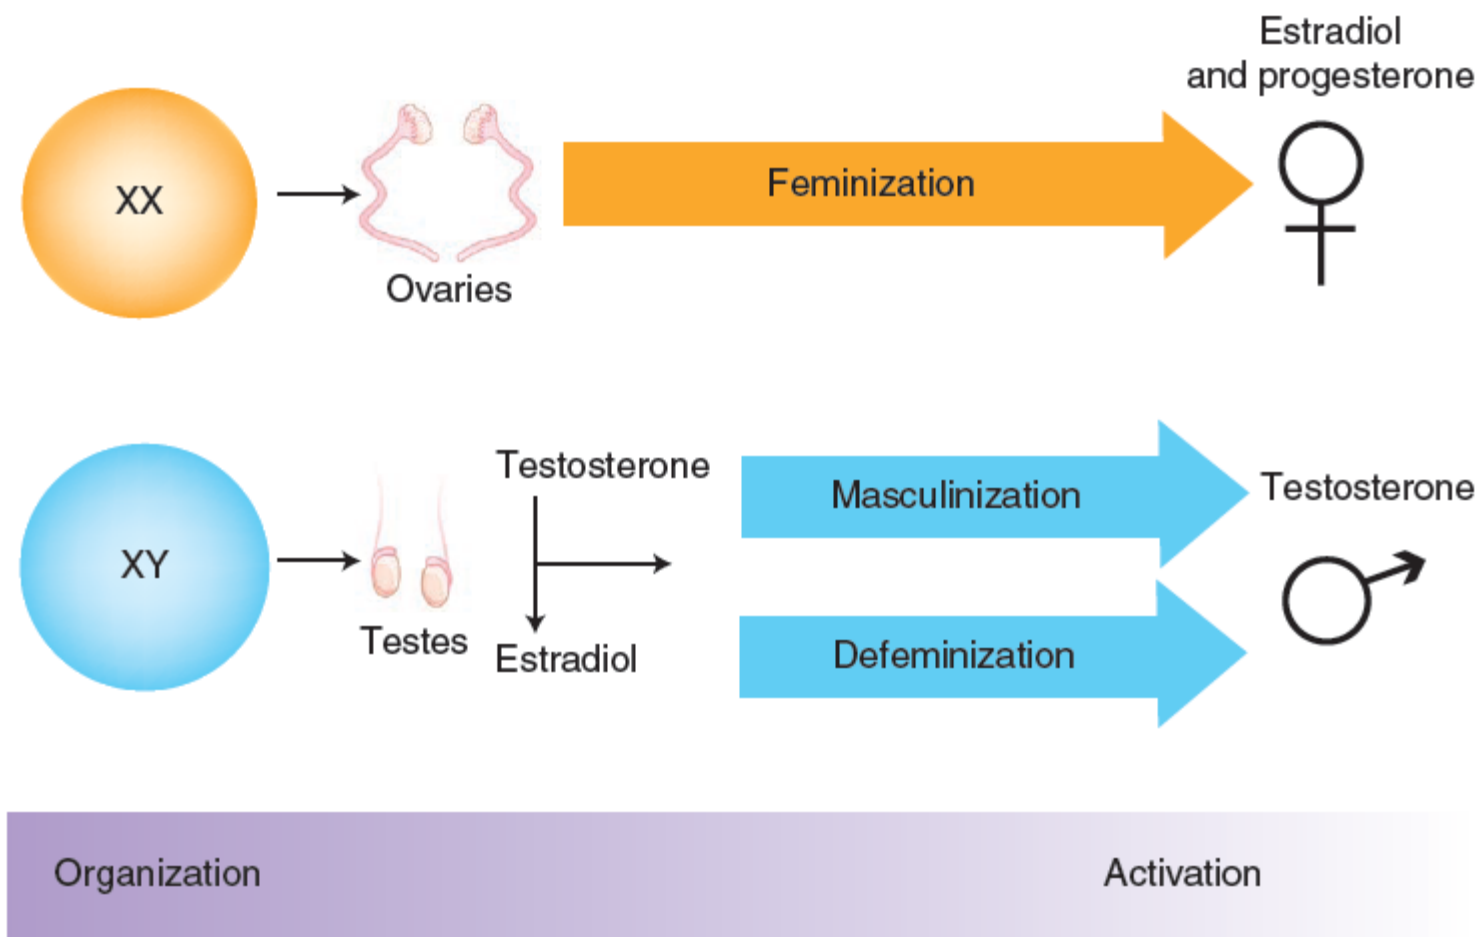 Estradiol
and progesterone
XX
Feminization
Ovaries
Testosterone
Masculinization
Testosterone
XY
Testes
Estradiol
Defeminization
Organization
Activation